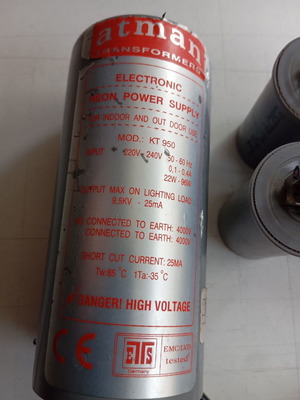 atman
TRANSFORMERS
ELECTRONIC
NEON POWER SUPPLY
FOR INDOOR AND OUT DOOR USE
MOD.: KT 950
INPUT 220V - 240V 50 - 60 Hz
0,1 - 0,4A
22W - 96W
OUTPUT MAX ON LIGHTING LOAD
9,5KV - 25mA
CONNECTED TO EARTH: 4000V
CONNECTED TO EARTH: 4000V
SHORT CUT CURRENT: 25MA
Tw:85 °C 1Ta:-35 °C
DANGER! HIGH VOLTAGE
CE
ETS
Germany
tested